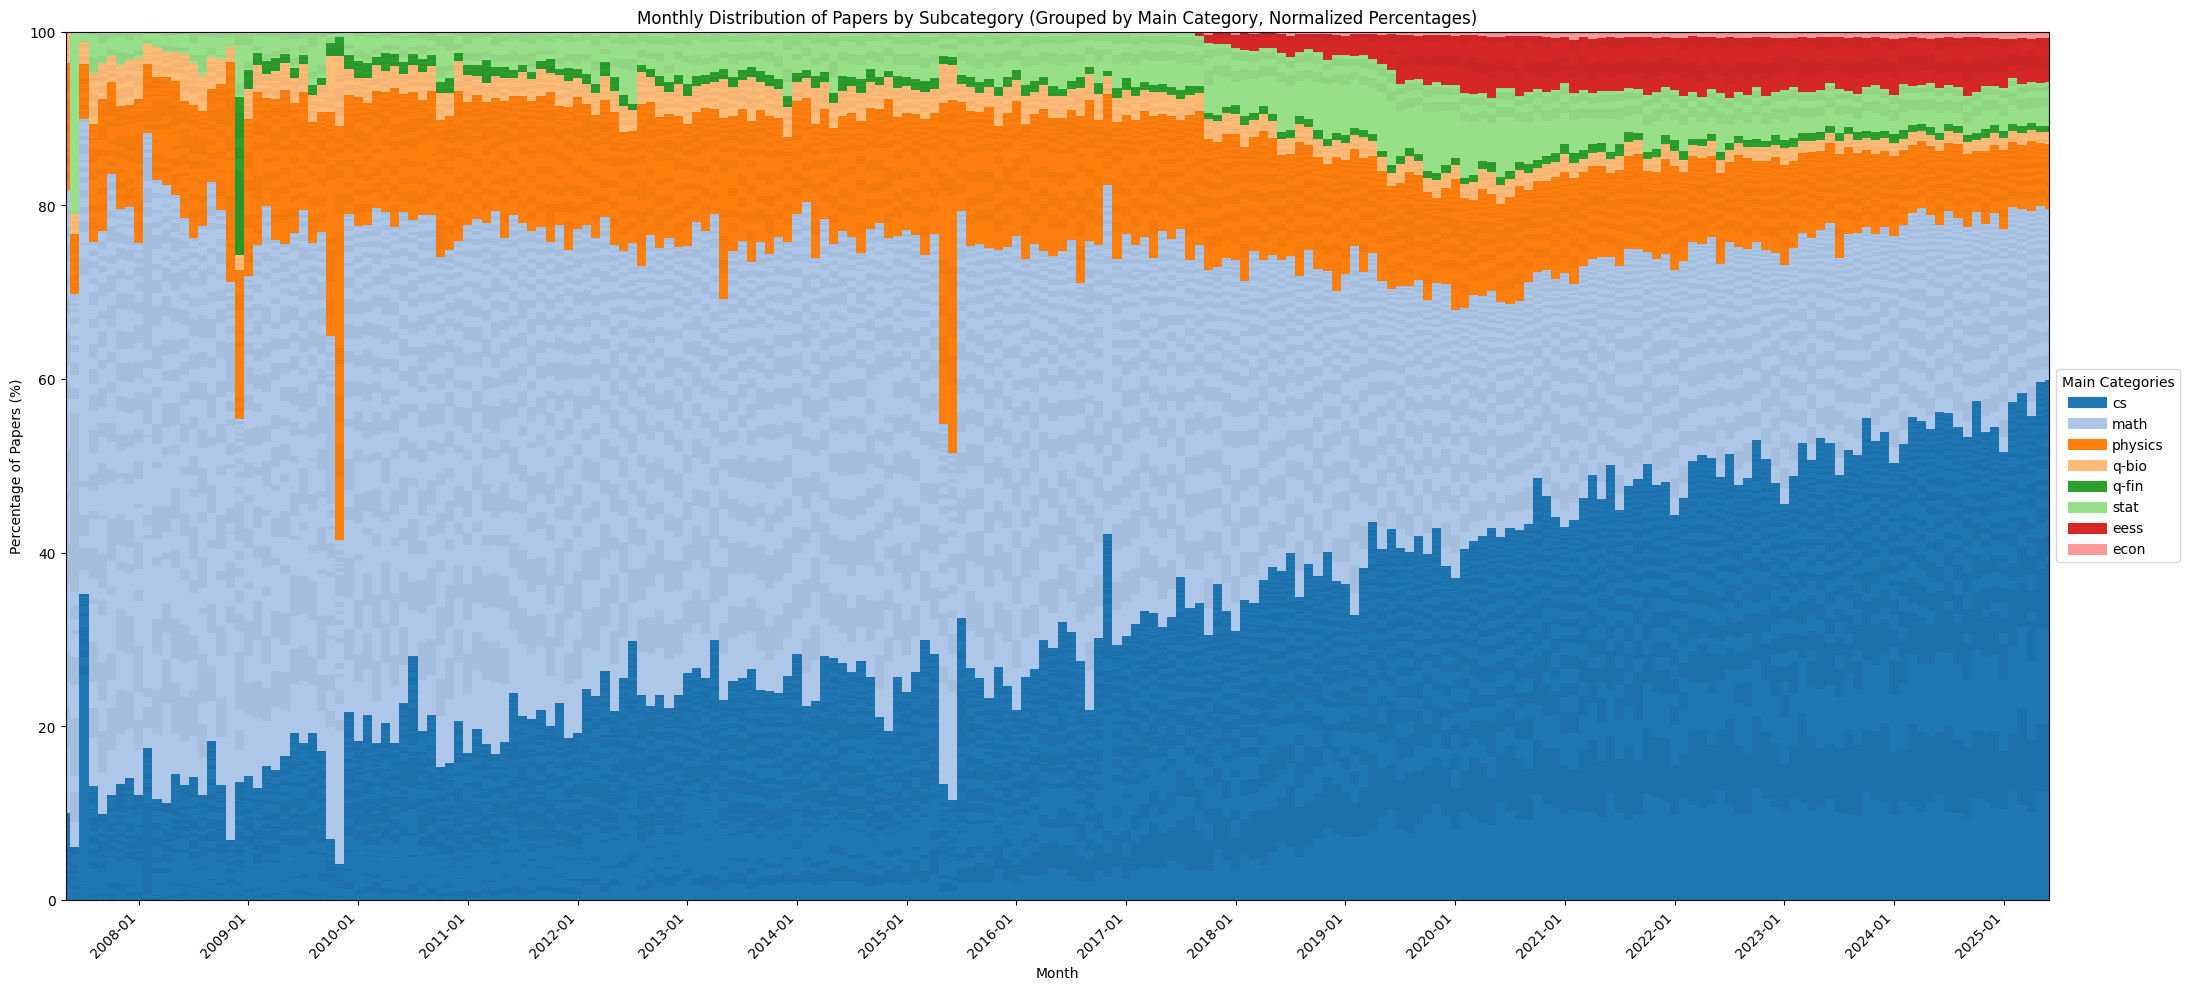 Monthly Distribution of Papers by Subcategory (Grouped by Main Category, Normalized Percentages)
100
80
60
40
20
0
Percentage of Papers (%)
2008-01
2009-01
2010-01
2011-01
2012-01
2013-01
2014-01
2015-01
2016-01
2017-01
2018-01
2019-01
2020-01
2021-01
2022-01
2023-01
2024-01
2025-01
Month
Main Categories
cs
math
physics
q-bio
q-fin
stat
eess
econ